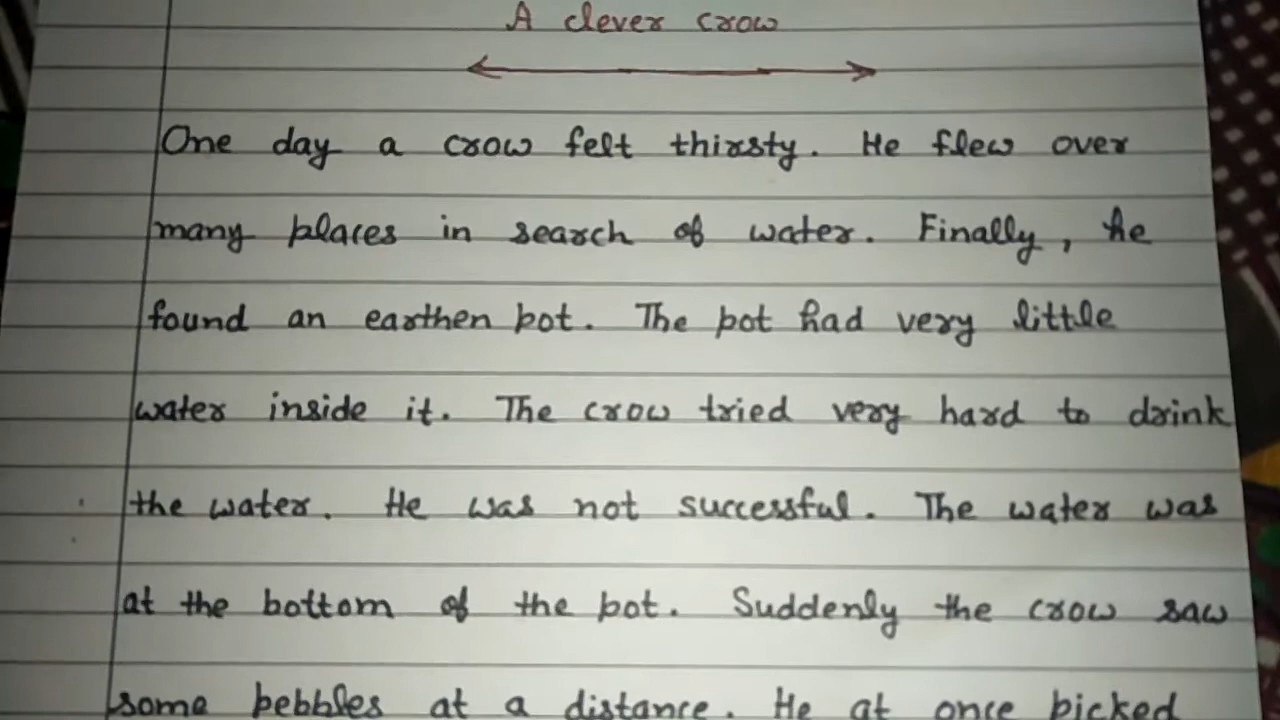 A clever crow
One day a crow felt thirsty. He flew over
many places in search of water. Finally, he
found an earthen pot. The pot had very little
water inside it. The crow tried very hard to drink
the water. He was not successful. The water was
at the bottom of the pot. Suddenly the crow saw
some pebbles at a distance. He at once picked